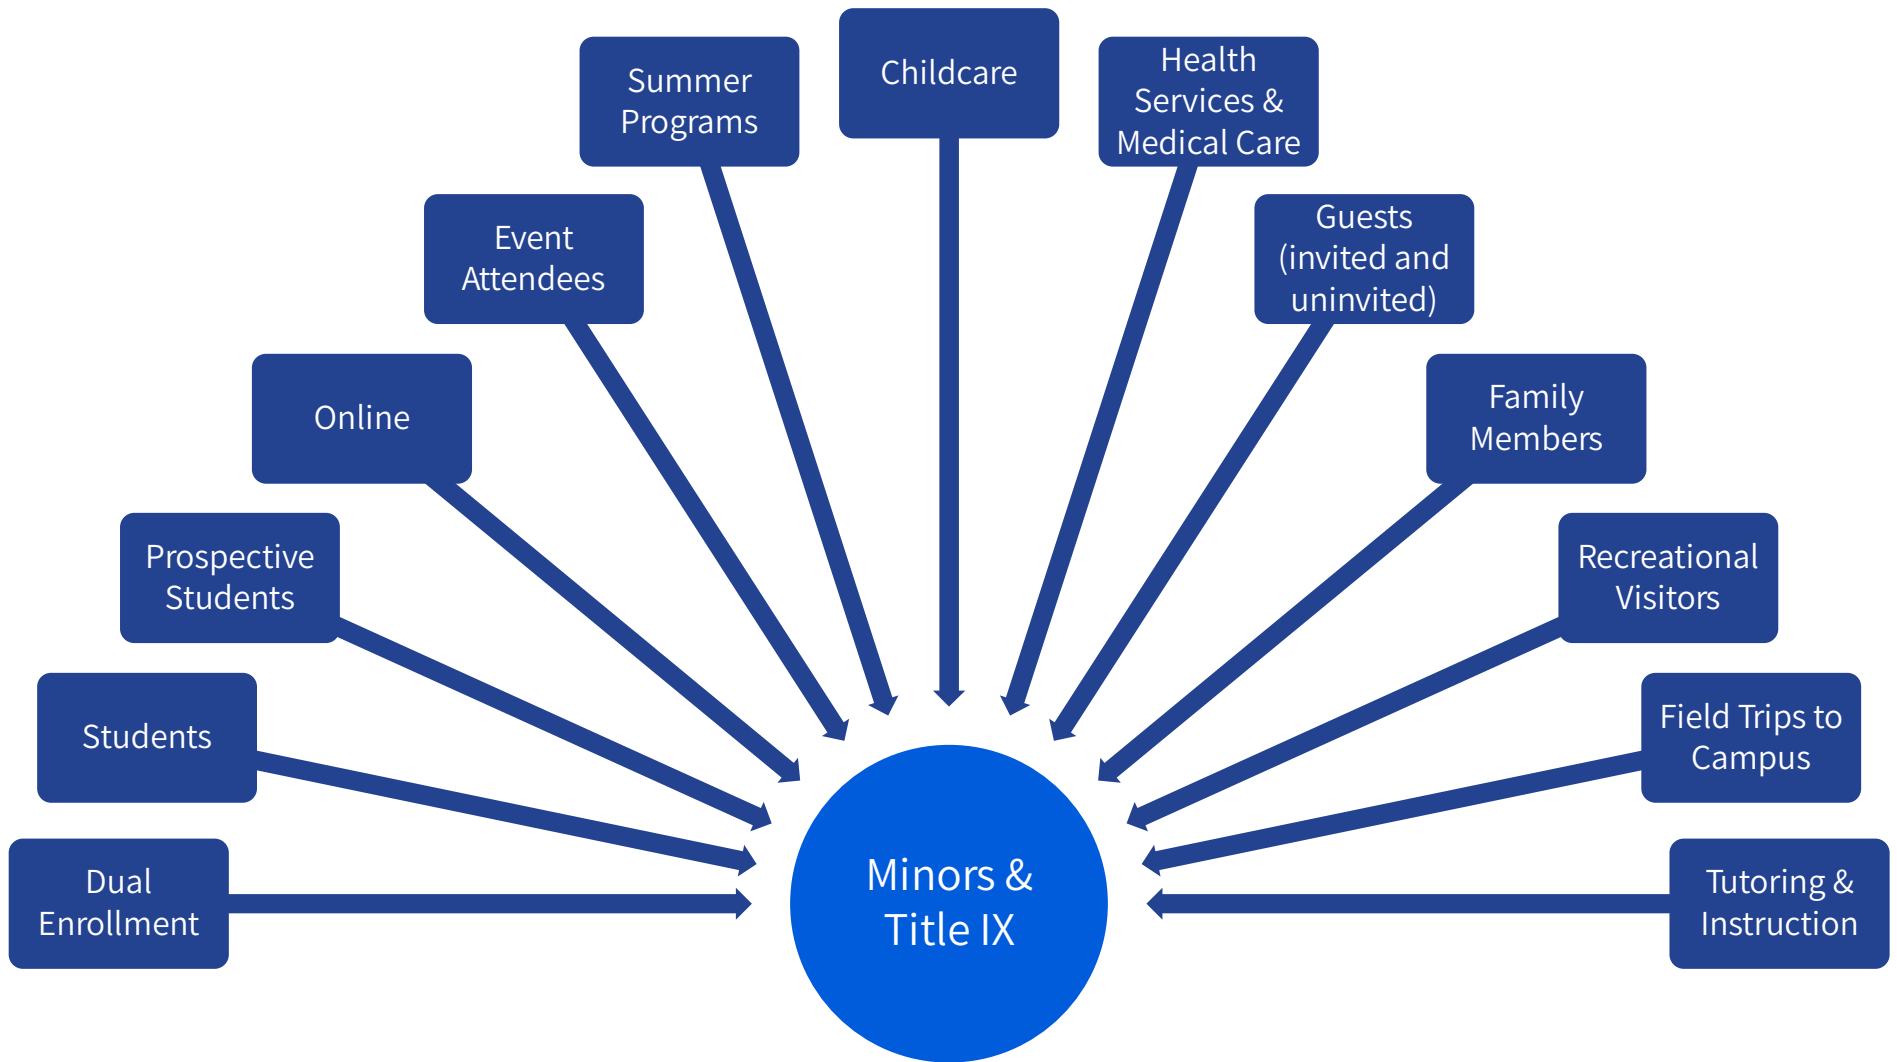 Childcare
Summer
Programs
Health
Services &
Medical Care
Event
Attendees
Guests
(invited and
uninvited)
Online
Family
Members
Prospective
Students
Recreational
Visitors
Students
Field Trips to
Campus
Dual
Enrollment
Minors &
Title IX
Tutoring &
Instruction